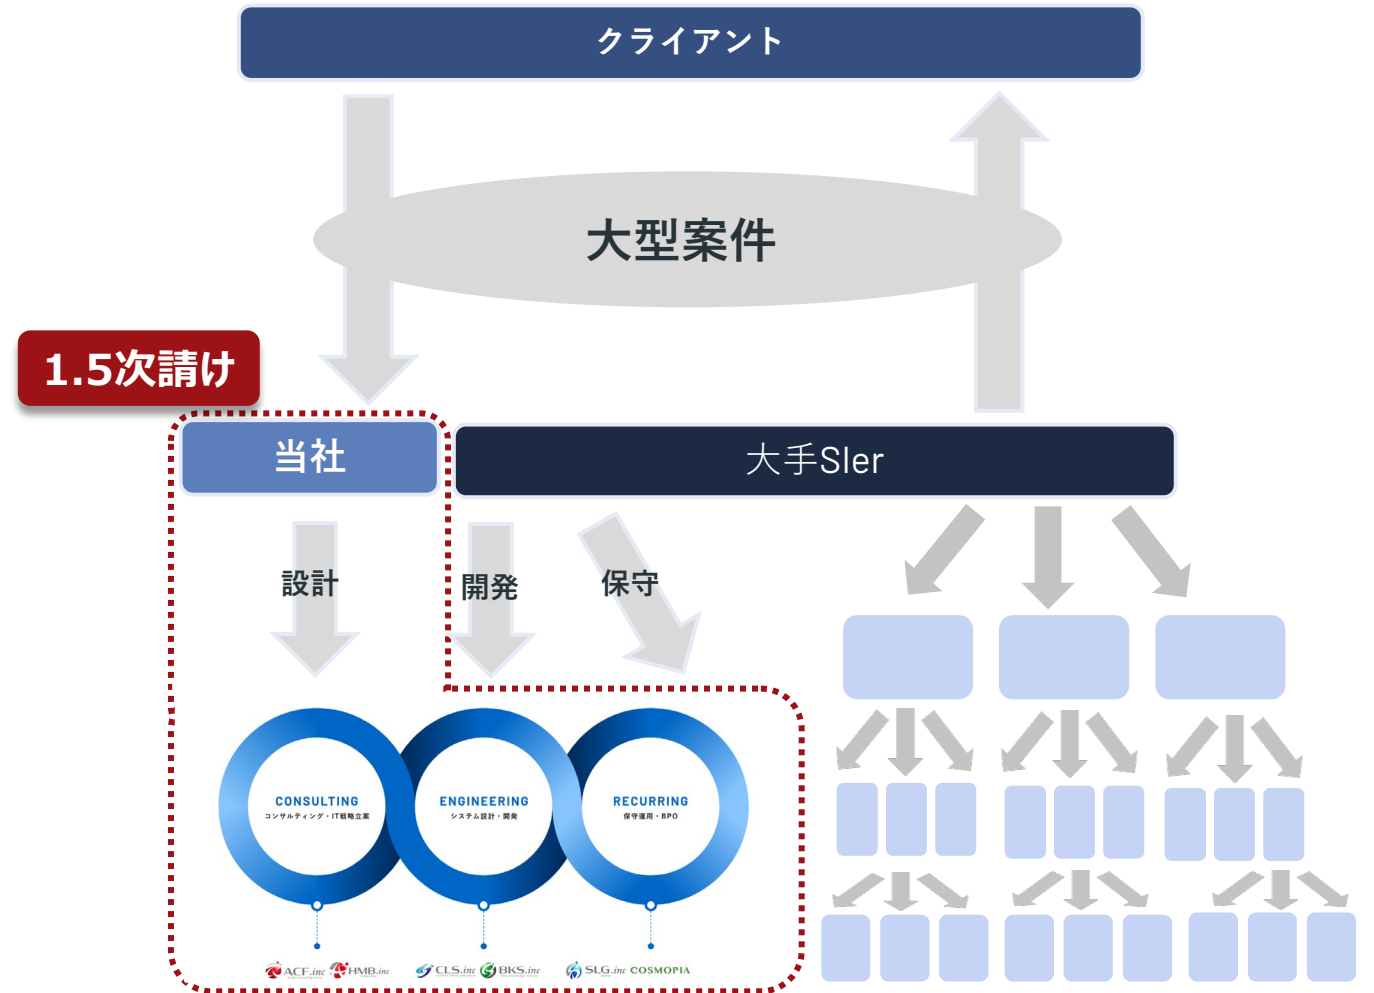 クライアント
大型案件
1.5次請け
当社
大手SIer
設計
開発
保守
CONSULTING
コンサルティング・IT戦略立案
ENGINEERING
システム設計・開発
RECURRING
保守運用・BPO
ACF.inc
HMB.inc
CLS.inc
BKS.inc
SLG.inc
COSMOPIA